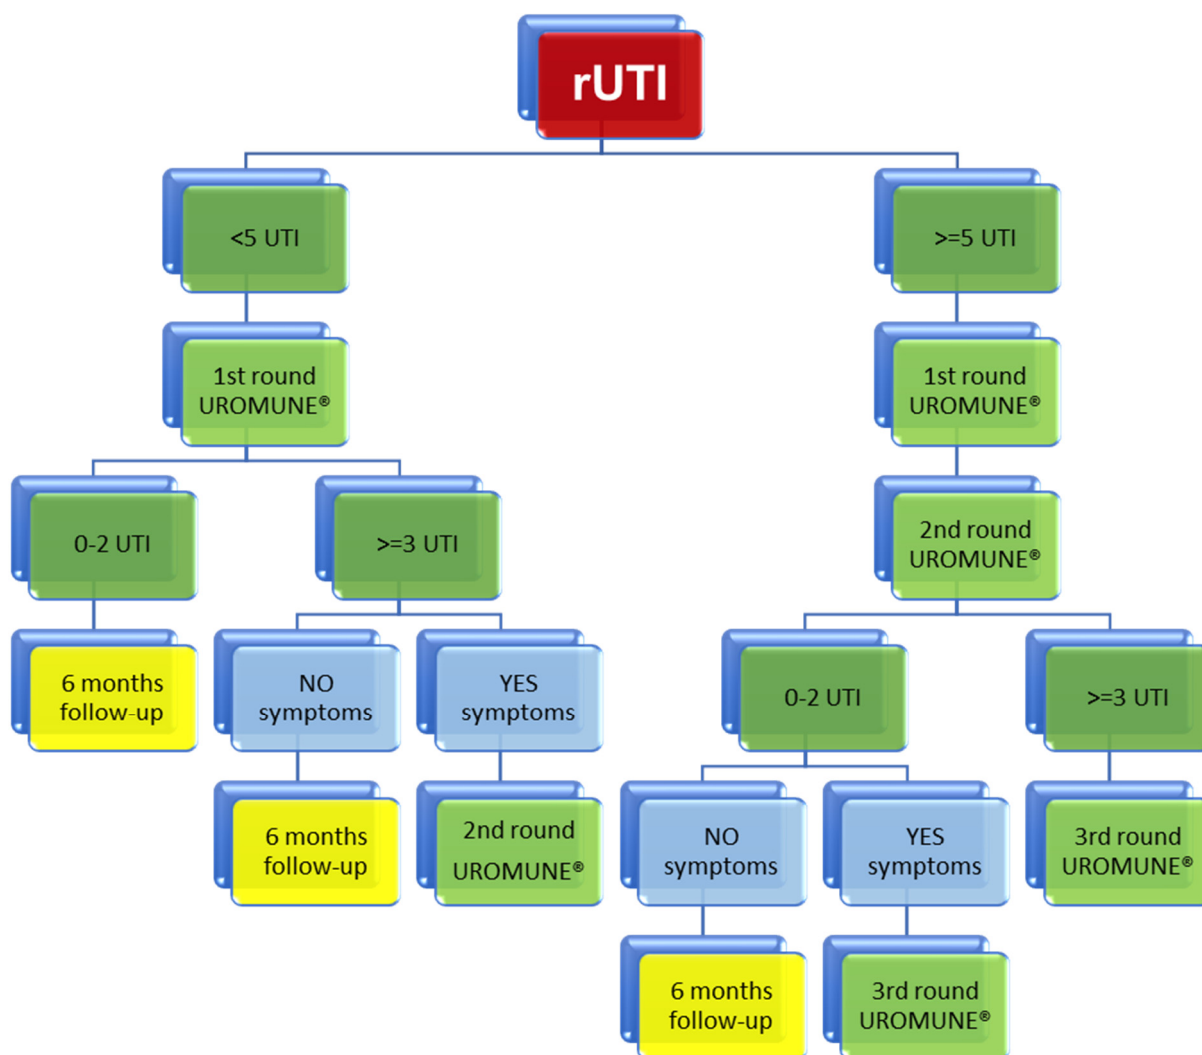 rUTI
<5 UTI
>=5 UTI
1st round
UROMUNE®
1st round
UROMUNE®
0-2 UTI
>=3 UTI
2nd round
UROMUNE®
6 months
follow-up
NO
symptoms
YES
symptoms
0-2 UTI
>=3 UTI
6 months
follow-up
2nd round
UROMUNE®
NO
symptoms
YES
symptoms
3rd round
UROMUNE®
6 months
follow-up
3rd round
UROMUNE®